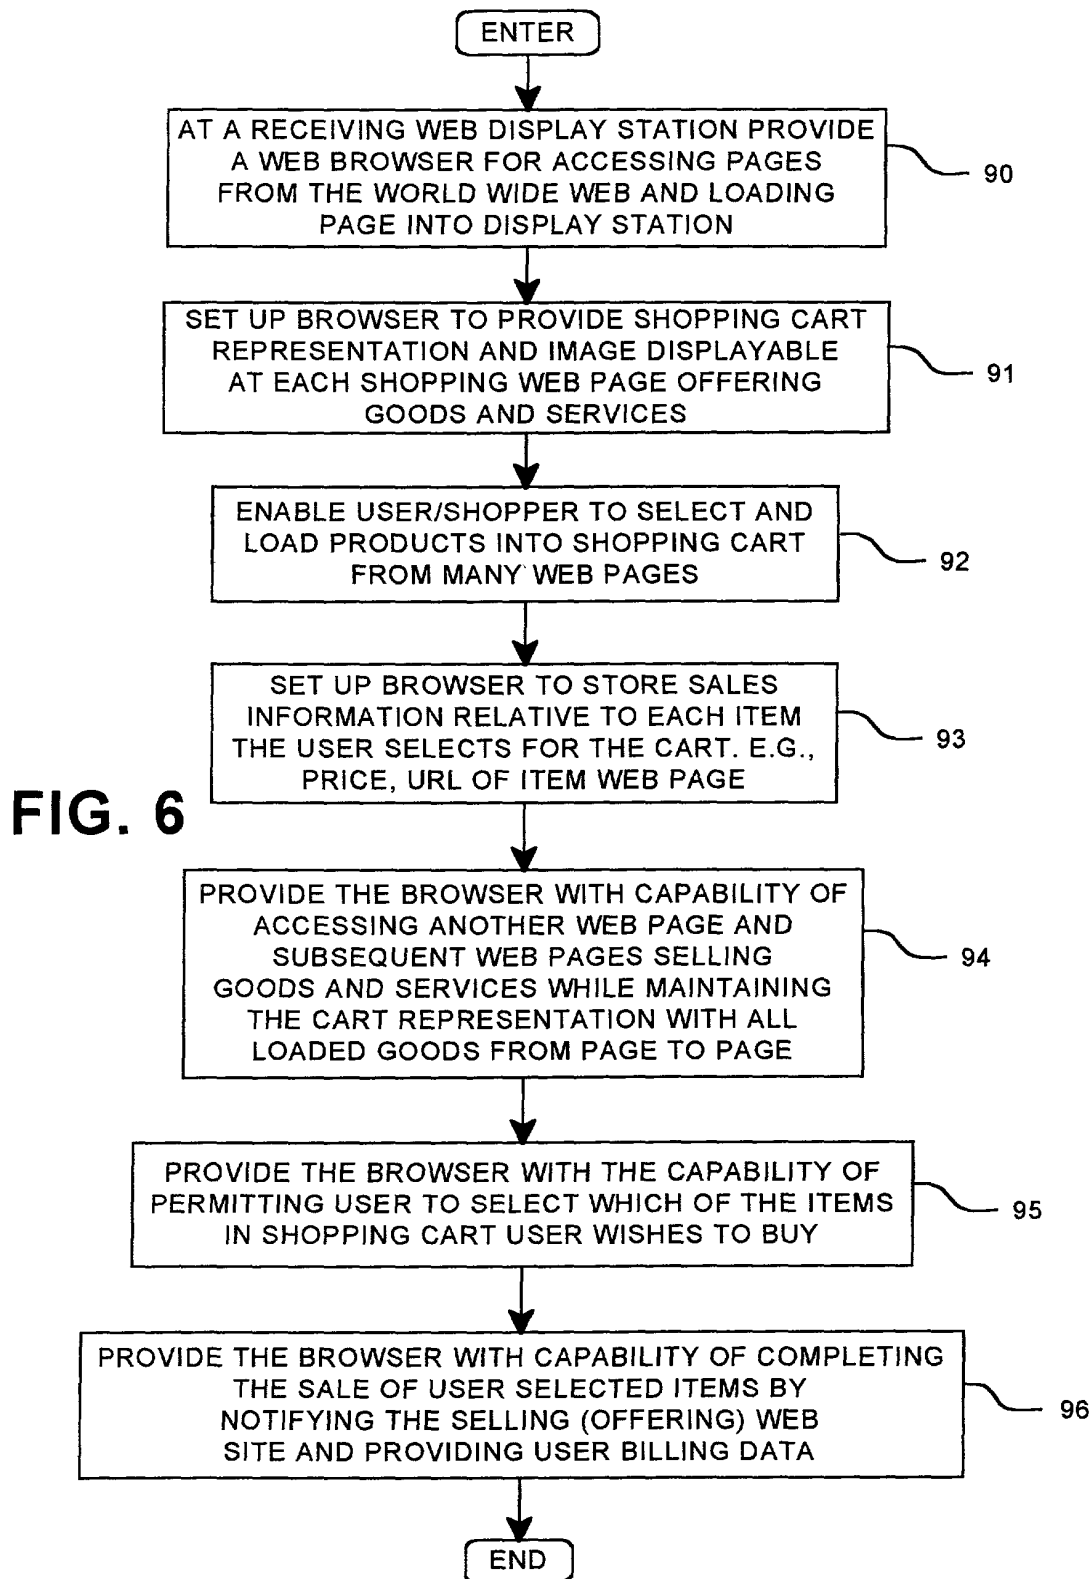 ENTER
AT A RECEIVING WEB DISPLAY STATION PROVIDE
A WEB BROWSER FOR ACCESSING PAGES
FROM THE WORLD WIDE WEB AND LOADING
PAGE INTO DISPLAY STATION
90
SET UP BROWSER TO PROVIDE SHOPPING CART
REPRESENTATION AND IMAGE DISPLAYABLE
AT EACH SHOPPING WEB PAGE OFFERING
GOODS AND SERVICES
91
ENABLE USER/SHOPPER TO SELECT AND
LOAD PRODUCTS INTO SHOPPING CART
FROM MANY WEB PAGES
92
SET UP BROWSER TO STORE SALES
INFORMATION RELATIVE TO EACH ITEM
THE USER SELECTS FOR THE CART. E.G.,
PRICE, URL OF ITEM WEB PAGE
93
FIG. 6
PROVIDE THE BROWSER WITH CAPABILITY OF
ACCESSING ANOTHER WEB PAGE AND
SUBSEQUENT WEB PAGES SELLING
GOODS AND SERVICES WHILE MAINTAINING
THE CART REPRESENTATION WITH ALL
LOADED GOODS FROM PAGE TO PAGE
94
PROVIDE THE BROWSER WITH THE CAPABILITY OF
PERMITTING USER TO SELECT WHICH OF THE ITEMS
IN SHOPPING CART USER WISHES TO BUY
95
PROVIDE THE BROWSER WITH CAPABILITY OF COMPLETING
THE SALE OF USER SELECTED ITEMS BY
NOTIFYING THE SELLING (OFFERING) WEB
SITE AND PROVIDING USER BILLING DATA
96
END